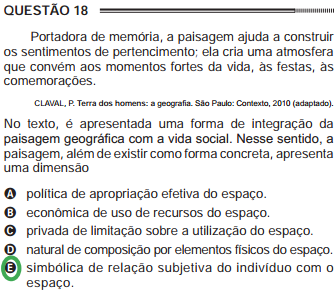 QUESTÃO 18
Portadora de memória, a paisagem ajuda a construir
os sentimentos de pertencimento; ela cria uma atmosfera
que convém aos momentos fortes da vida, às festas, às
comemorações.
CLAVAL, P. Terra dos homens: a geografia. São Paulo: Contexto, 2010 (adaptado).
No texto, é apresentada uma forma de integração da
paisagem geográfica com a vida social. Nesse sentido, a
paisagem, além de existir como forma concreta, apresenta
uma dimensão
A política de apropriação efetiva do espaço.
B econômica de uso de recursos do espaço.
C privada de limitação sobre a utilização do espaço.
D natural de composição por elementos físicos do espaço.
E simbólica de relação subjetiva do indivíduo com o
espaço.